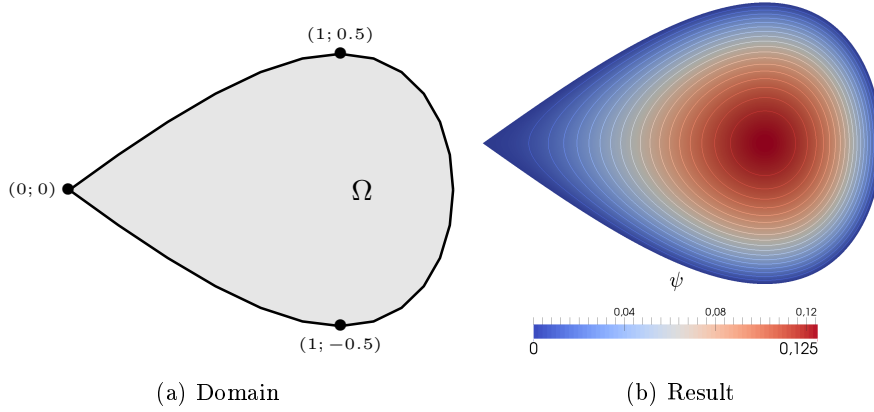 (1; 0.5)
(0; 0)
Ω
(1; −0.5)
(a) Domain
ψ
0,04 0,08 0,12
0 0,125
(b) Result